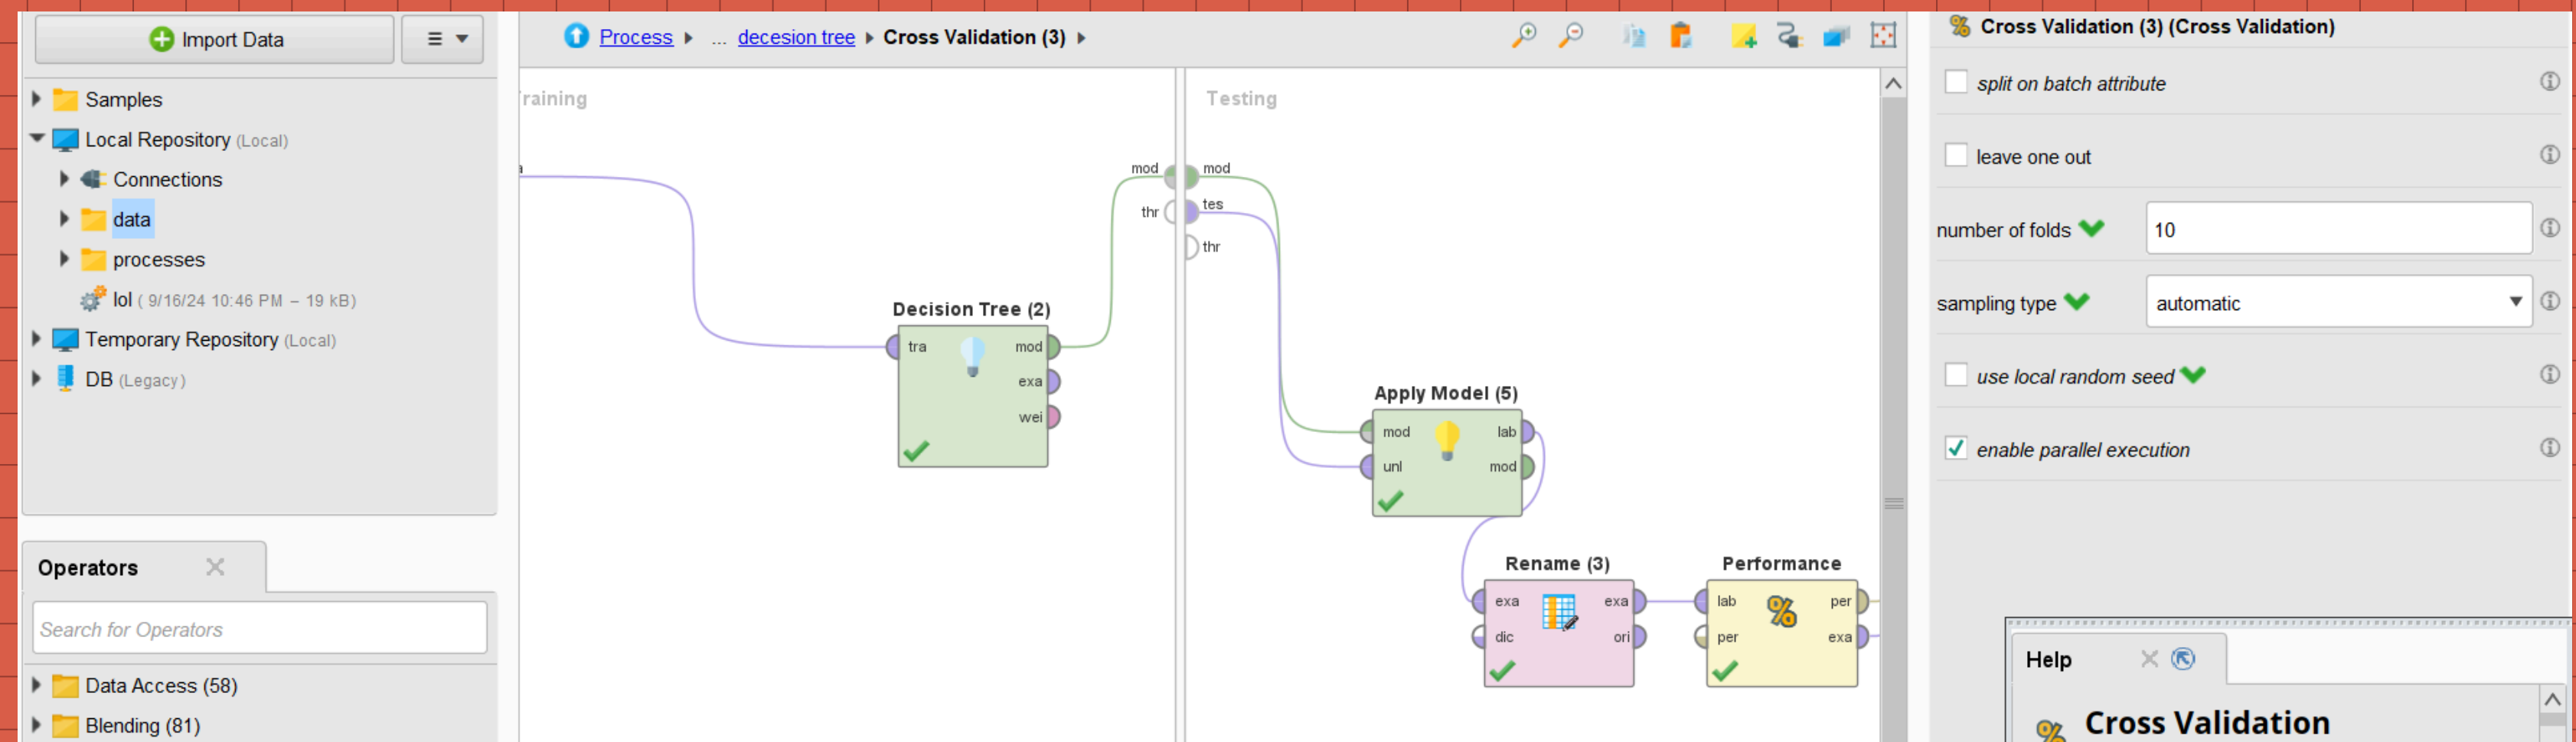 Import Data
Samples
Local Repository (Local)
Connections
data
processes
lol ( 9/16/24 10:46 PM – 19 kB)
Temporary Repository (Local)
DB (Legacy)
Operators
Search for Operators
Data Access (58)
Blending (81)
Process ... decesion tree Cross Validation (3)
raining
mod
thr
Decision Tree (2)
tra mod
exa
wei
Testing
mod
tes
thr
Apply Model (5)
mod lab
unl mod
Rename (3)
exa exa
dic ori
Performance
lab per
per exa
% Cross Validation (3) (Cross Validation)
split on batch attribute
leave one out
number of folds 10
sampling type automatic
use local random seed
enable parallel execution
Help
% Cross Validation